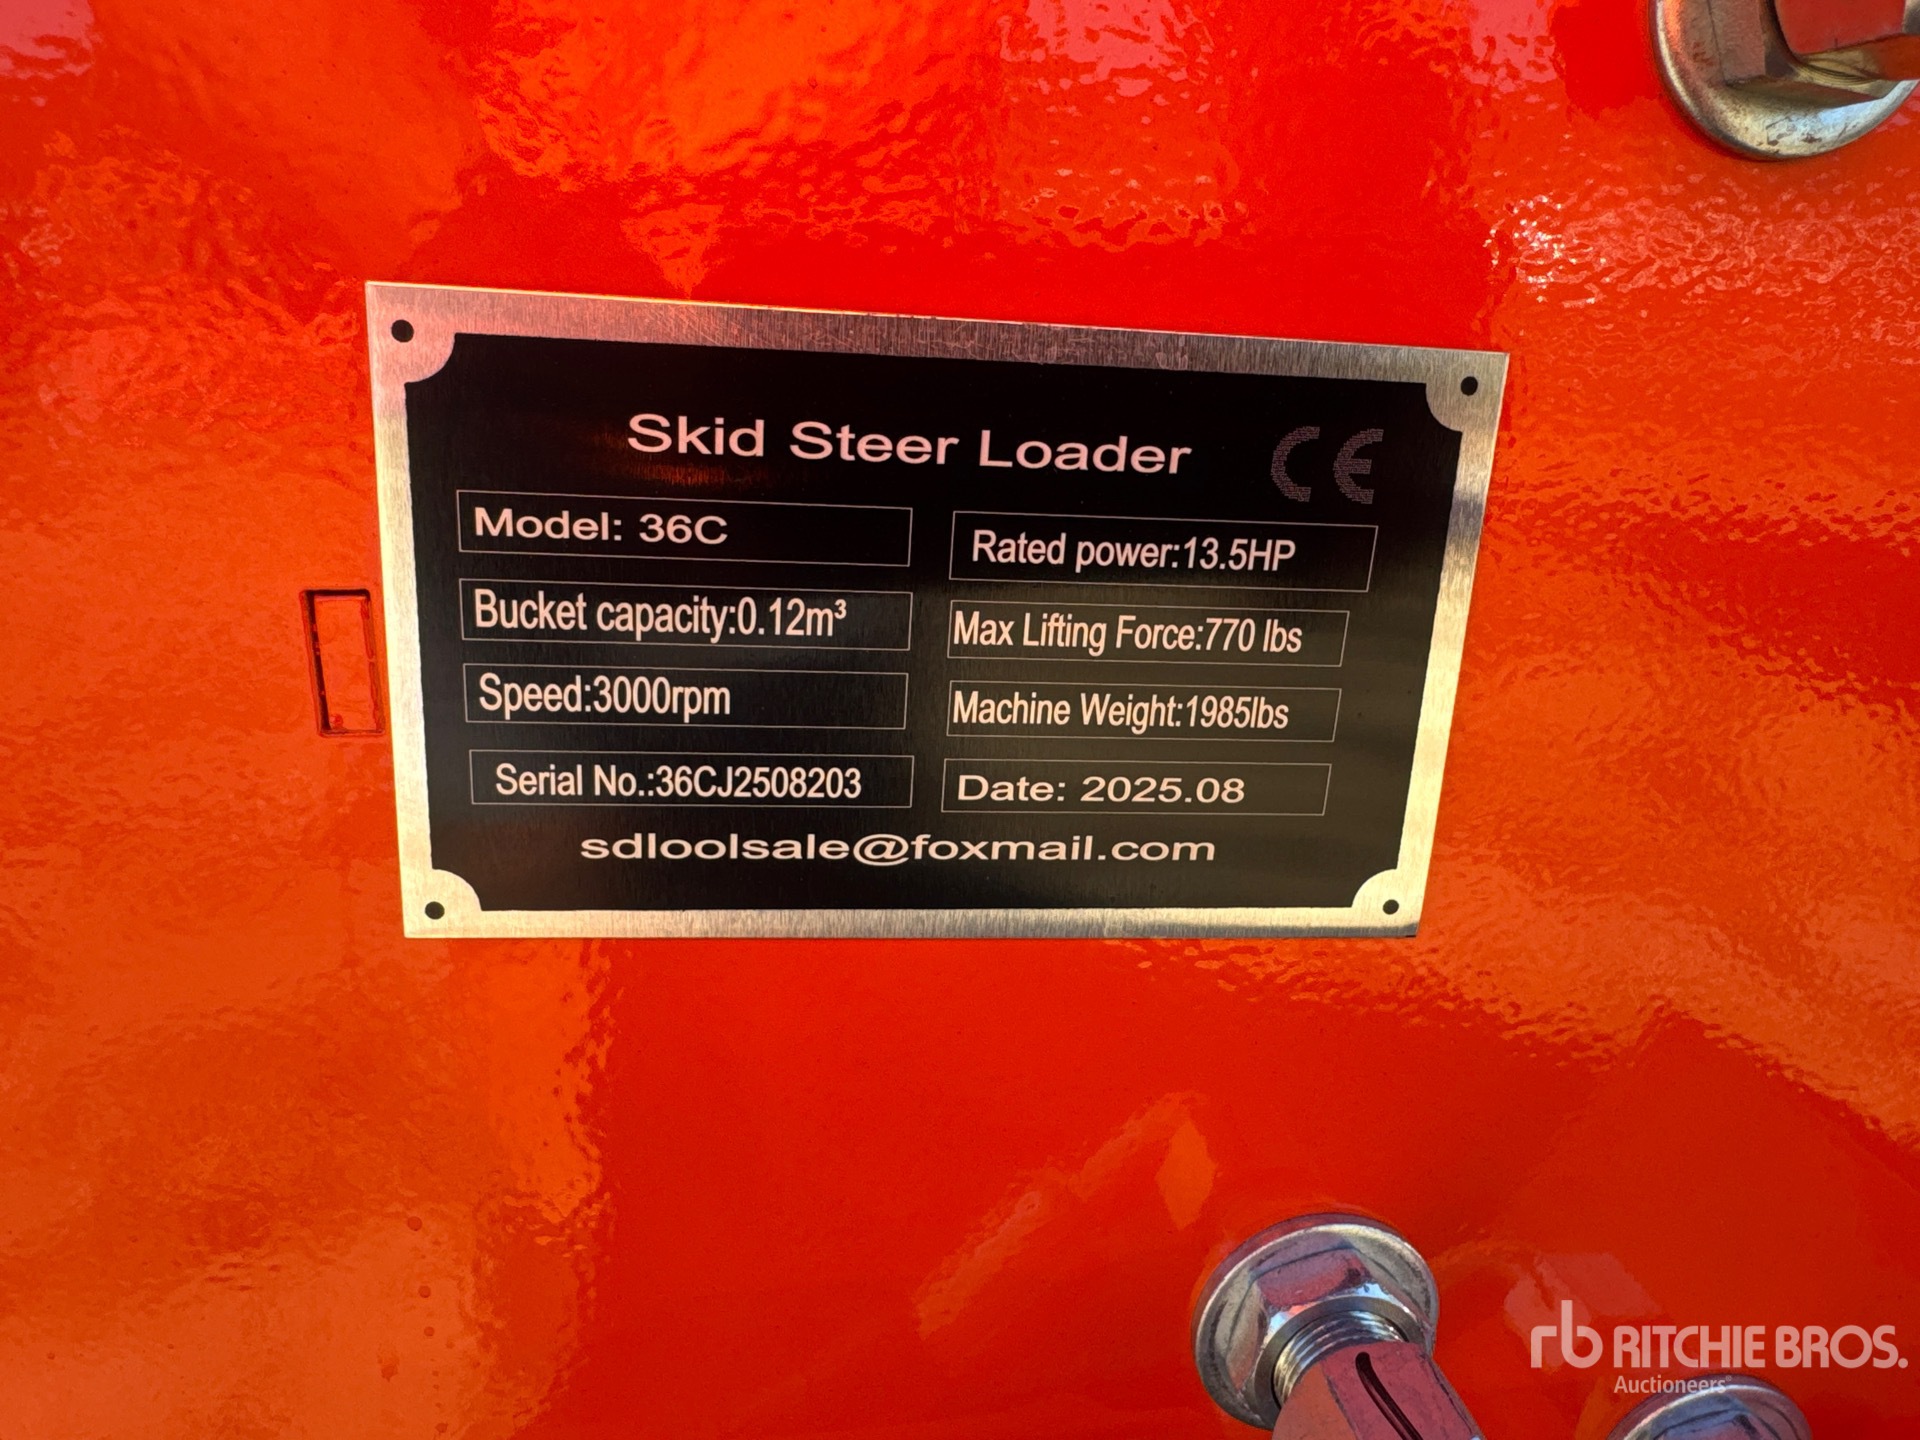 Skid Steer Loader CE
Model: 36C
Rated power:13.5HP
Bucket capacity:0.12m³
Max Lifting Force:770 lbs
Speed:3000rpm
Machine Weight:1985lbs
Serial No.:36CJ2508203
Date: 2025.08
sdloolsale@foxmail.com
rb RITCHIE BROS.
Auctioneers